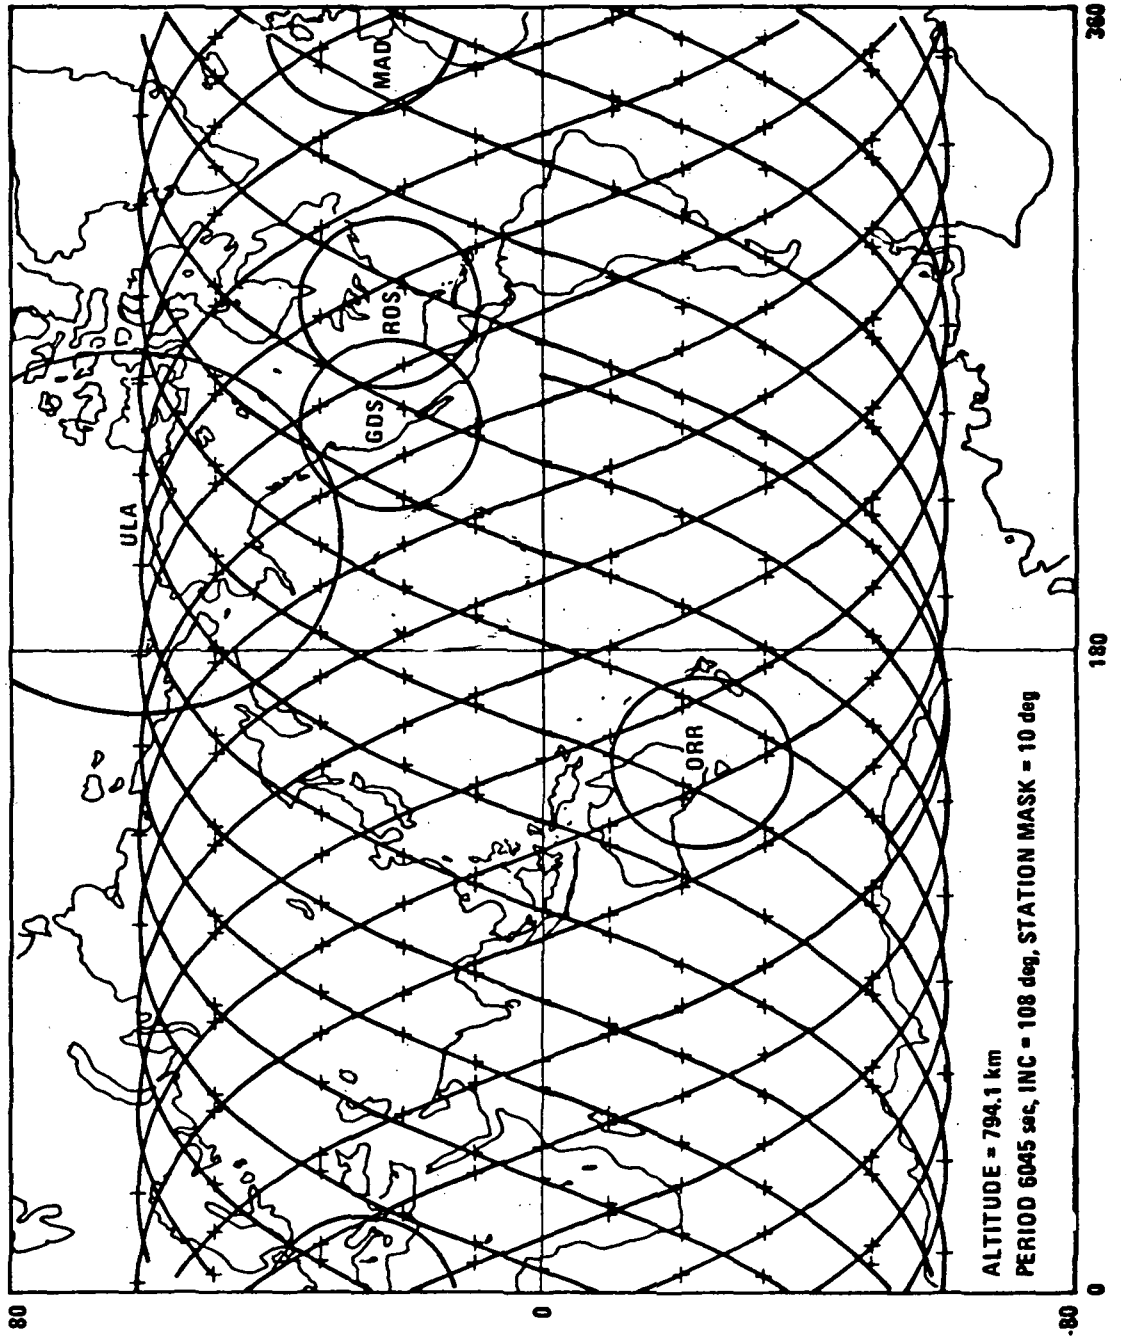 80
0
-80
0
180
360
ULA
GDS
ROS
MAD
ORR
ALTITUDE = 794.1 km
PERIOD 6045 sec, INC = 108 deg, STATION MASK = 10 deg